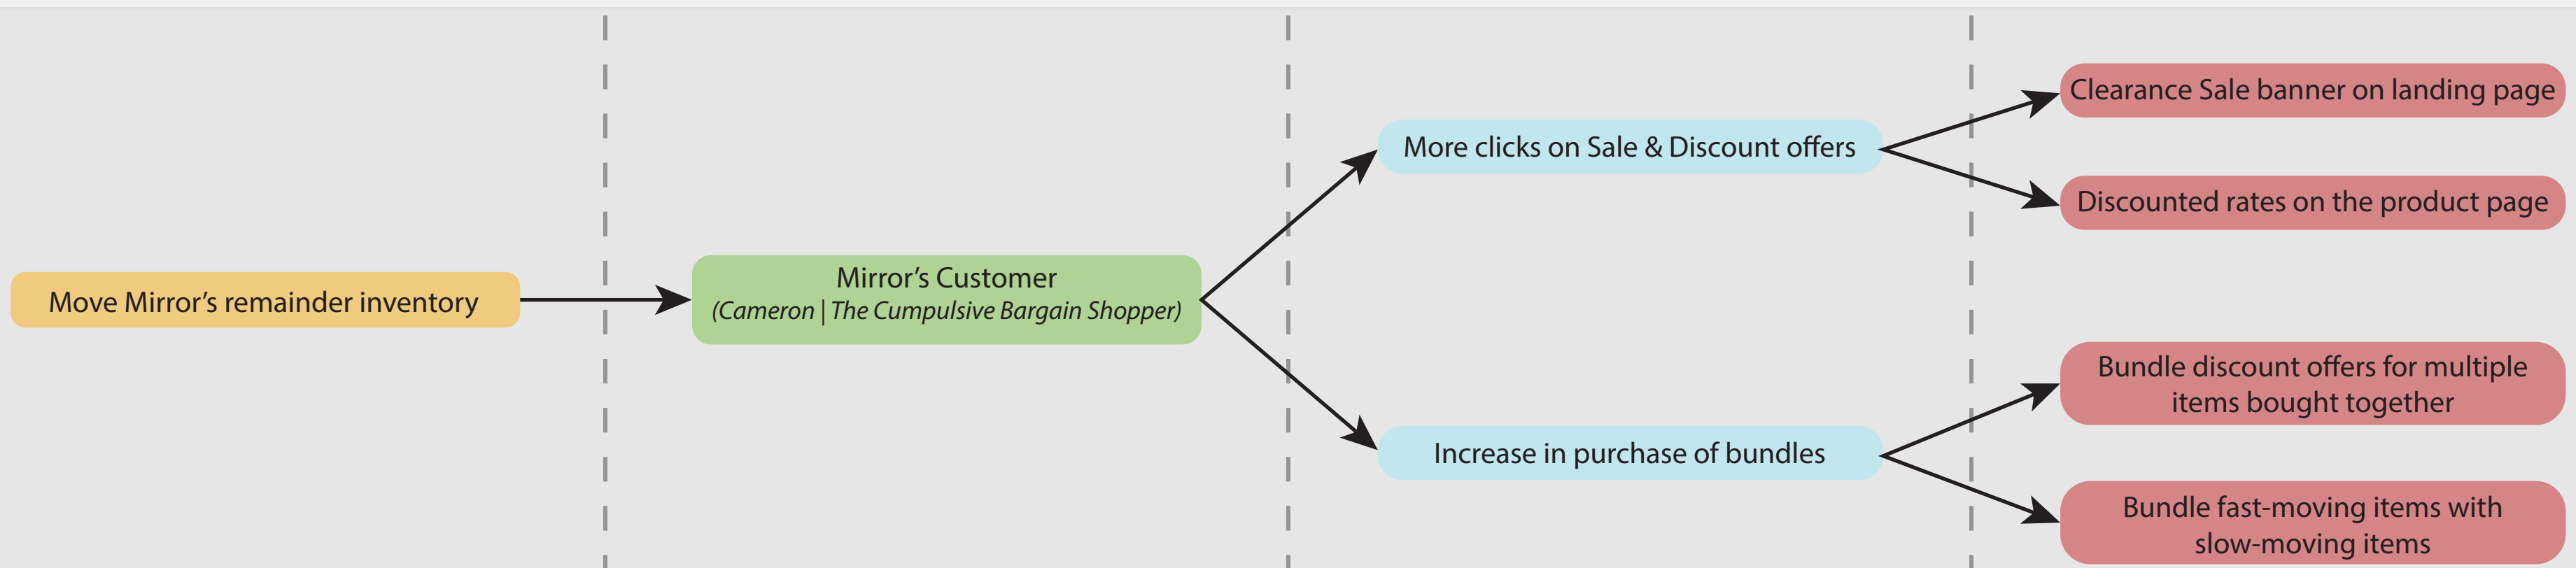 Move Mirror's remainder inventory
Mirror’s Customer
(Cameron | The Cumpulsive Bargain Shopper)
More clicks on Sale & Discount offers
Increase in purchase of bundles
Clearance Sale banner on landing page
Discounted rates on the product page
Bundle discount offers for multiple
items bought together
Bundle fast-moving items with
slow-moving items